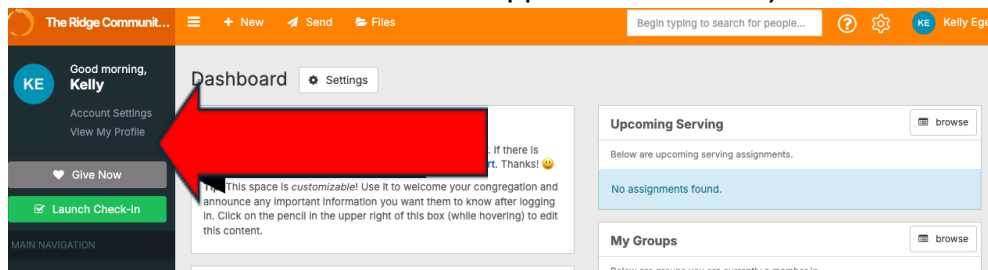 The Ridge Communit...
+ New
Send
Files
Begin typing to search for people...
?
KE
Kelly Ege
KE
Good morning,
Kelly
Account Settings
View My Profile
Give Now
Launch Check-In
MAIN NAVIGATION
Dashboard
Settings
. If there is
rt. Thanks!
This space is customizable! Use it to welcome your congregation and
announce any important information you want them to know after logging
in. Click on the pencil in the upper right of this box (while hovering) to edit
this content.
Upcoming Serving
browse
Below are upcoming serving assignments.
No assignments found.
My Groups
browse